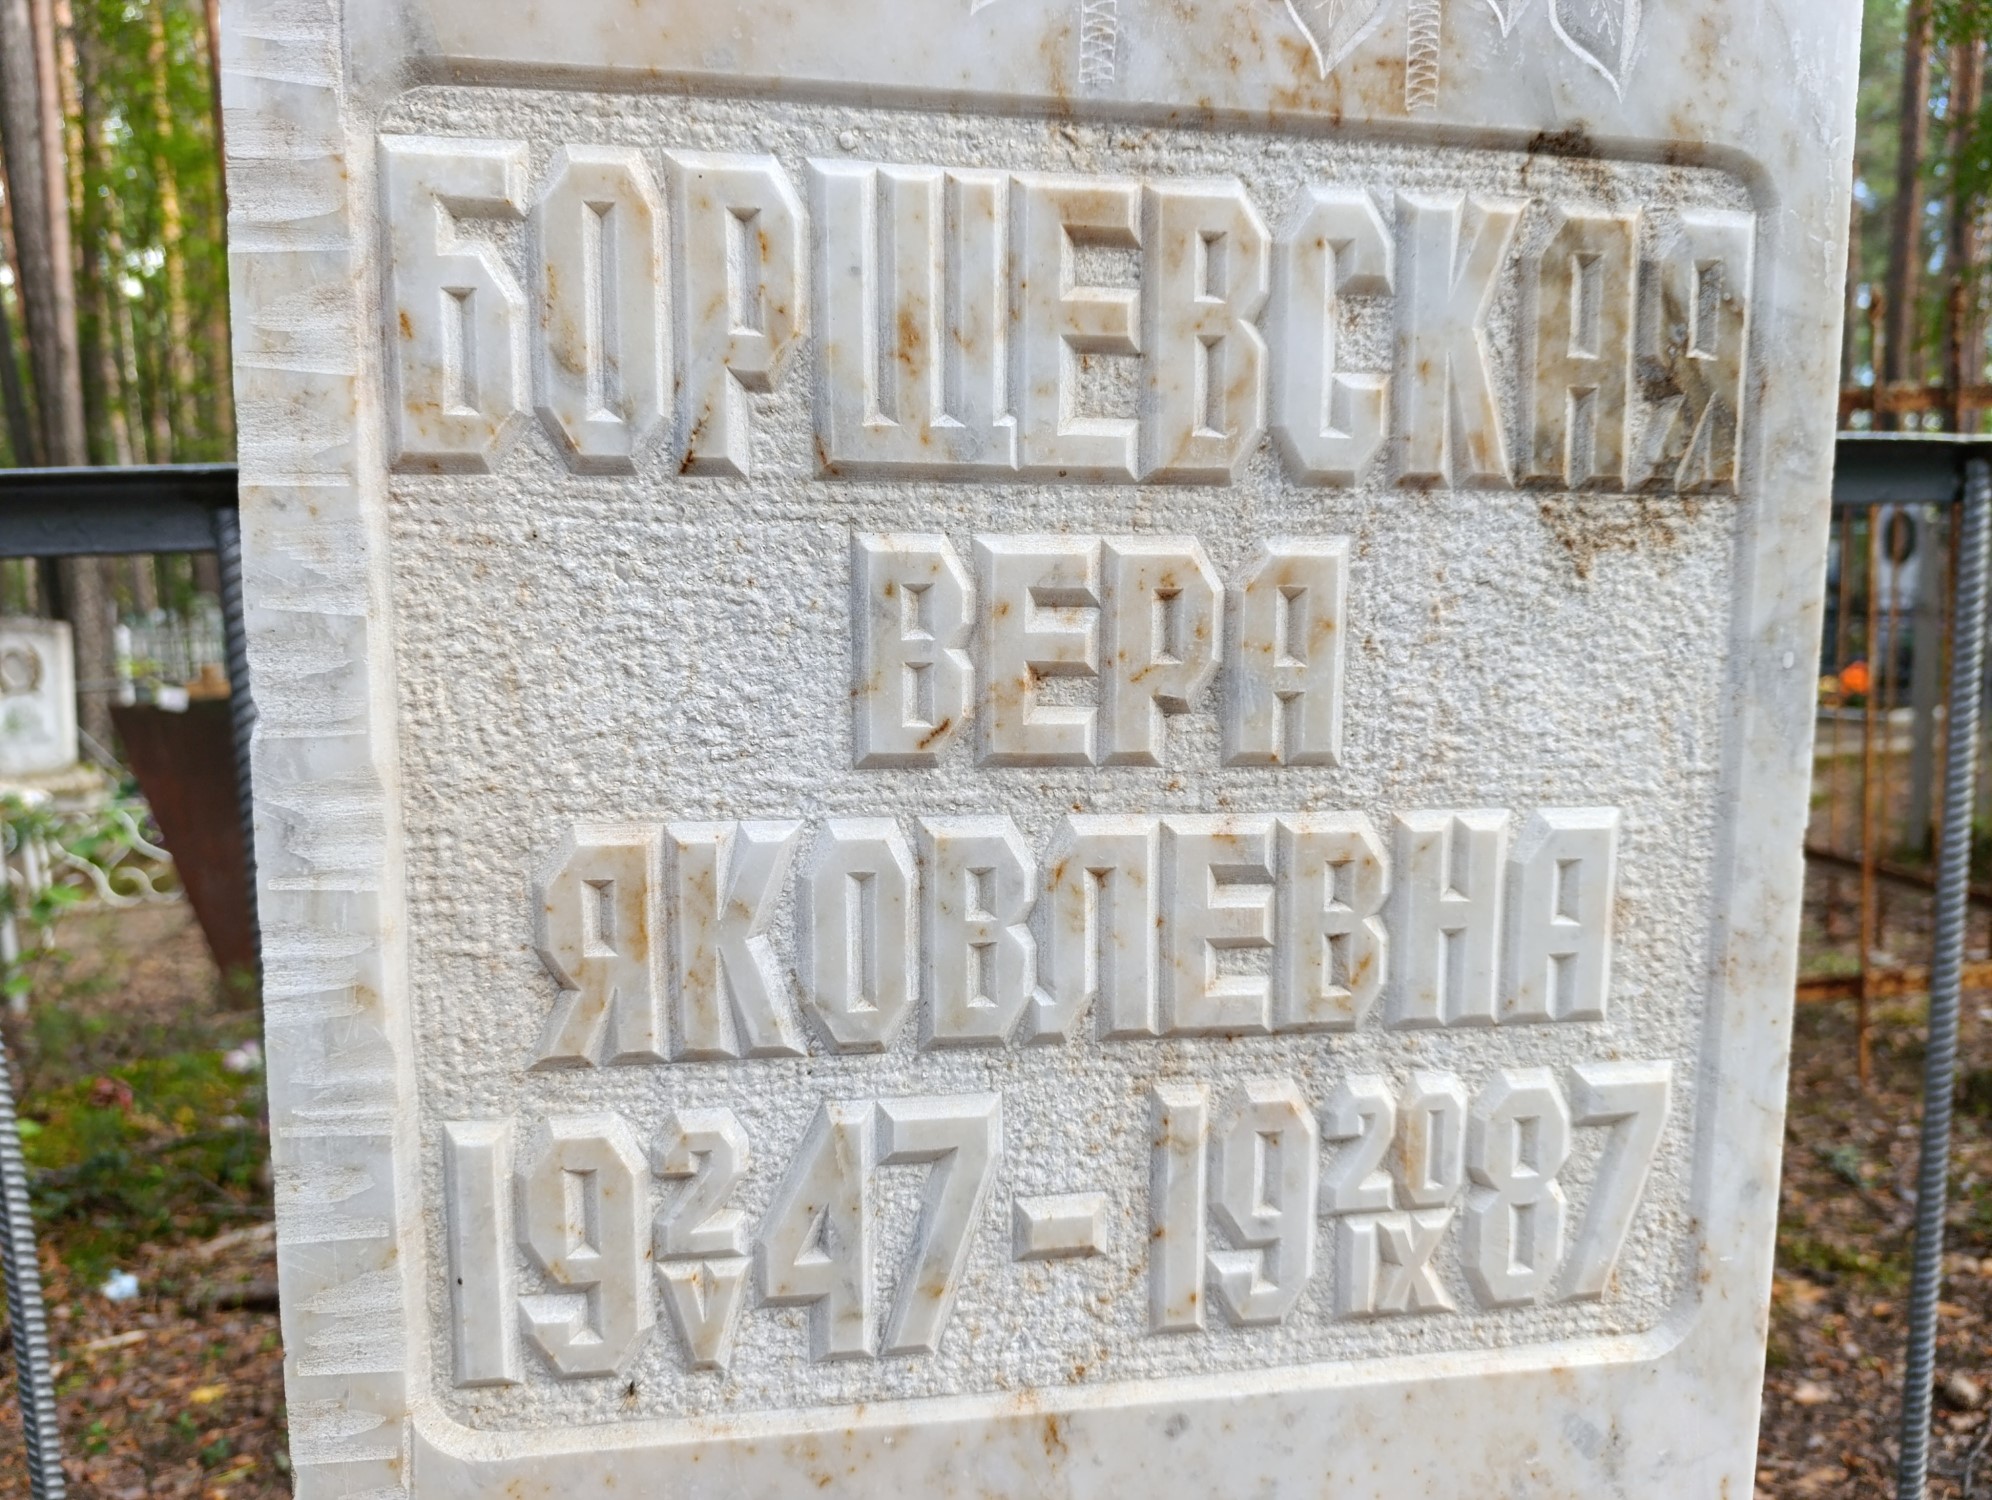 БОРЩЕВСКАЯ
ВЕРА
ЯКОВЛЕВНА
19 2/V 47 - 19 20/IX 87